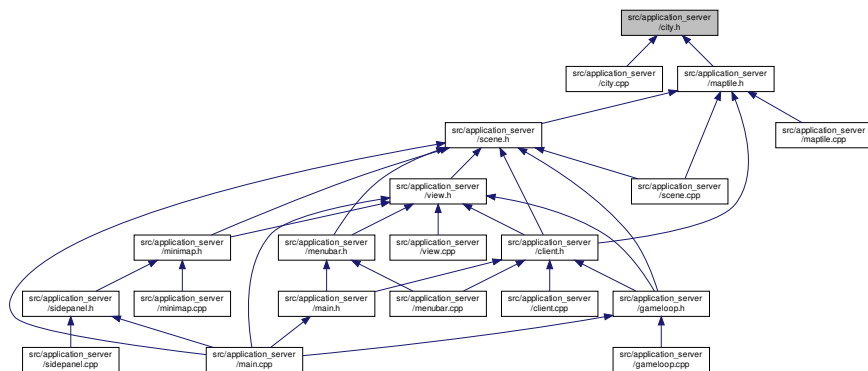 src/application_server
/city.h
src/application_server
/city.cpp
src/application_server
/maptile.h
src/application_server
/scene.h
src/application_server
/maptile.cpp
src/application_server
/view.h
src/application_server
/scene.cpp
src/application_server
/minimap.h
src/application_server
/menubar.h
src/application_server
/view.cpp
src/application_server
/client.h
src/application_server
/sidepanel.h
src/application_server
/minimap.cpp
src/application_server
/main.h
src/application_server
/menubar.cpp
src/application_server
/client.cpp
src/application_server
/gameloop.h
src/application_server
/sidepanel.cpp
src/application_server
/main.cpp
src/application_server
/gameloop.cpp